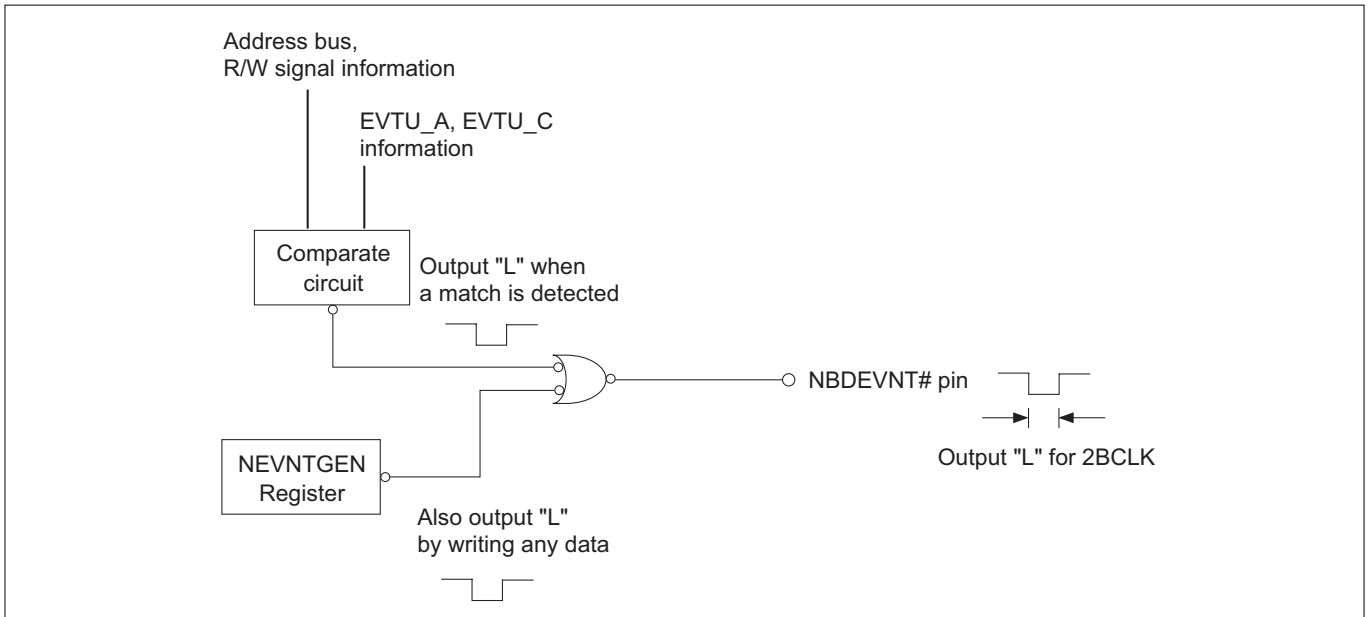 Address bus,
R/W signal information
EVTU_A, EVTU_C
information
Comparate
circuit
Output "L" when
a match is detected
NBDEVNT# pin
Output "L" for 2BCLK
NEVNTGEN
Register
Also output "L"
by writing any data